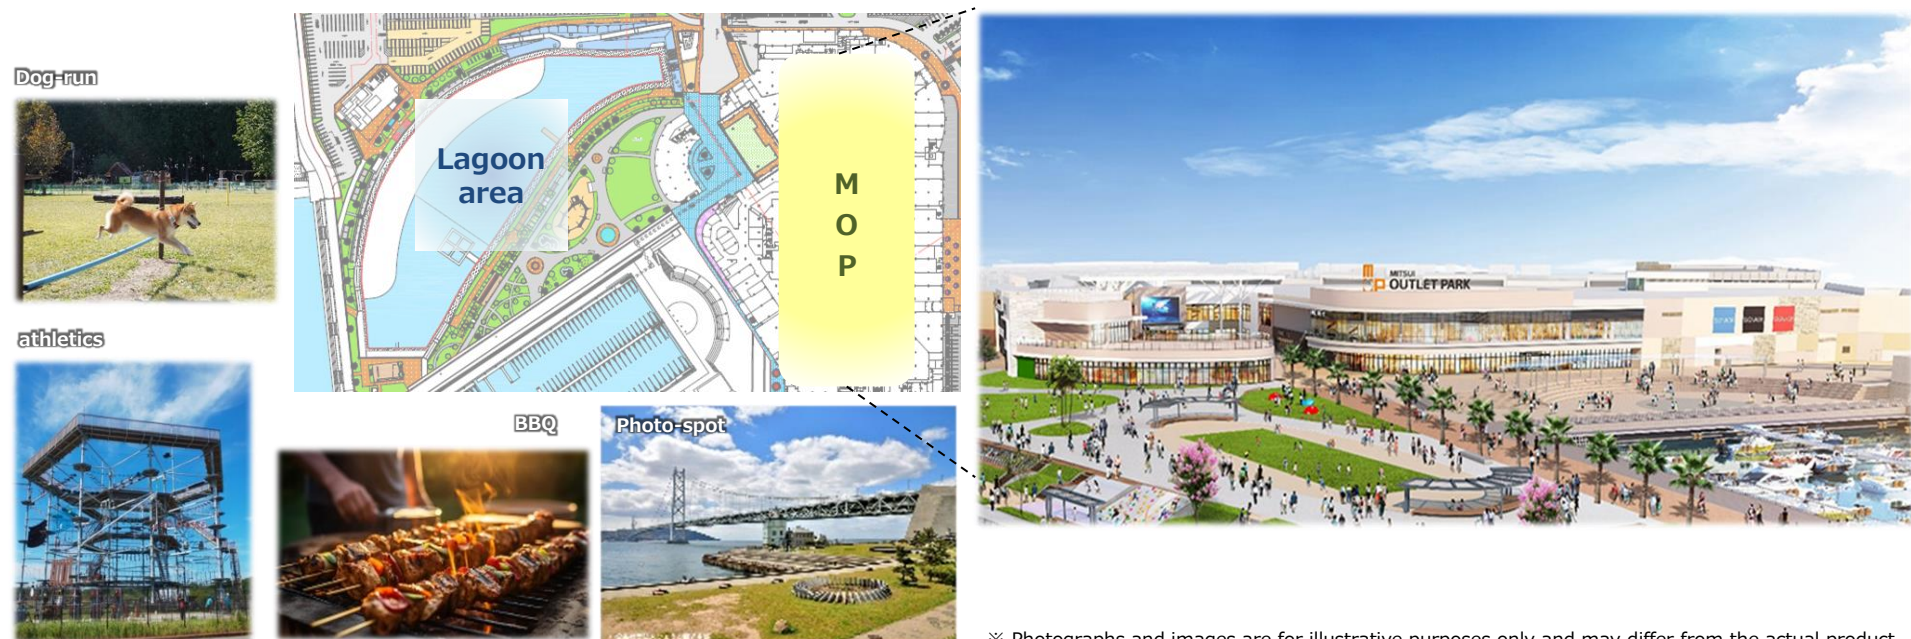 Dog-run
athletics
Lagoon
area
M
O
P
BBQ
Photo-spot
MITSUI
OUTLET PARK
※ Photographs and images are for illustrative purposes only and may differ from the actual product